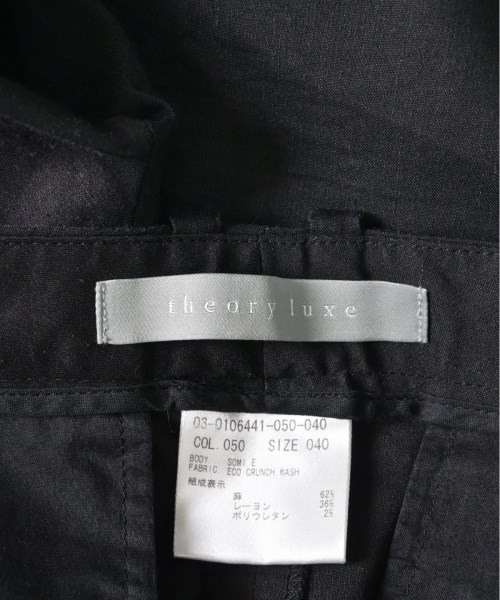 theory luxe
03-0106441-050-040
COL.050 SIZE 040
BODY SOMI E
FABRIC ECO CRUNCH WASH
組成表示
麻 62%
レーヨン 36%
ポリウレタン 2%